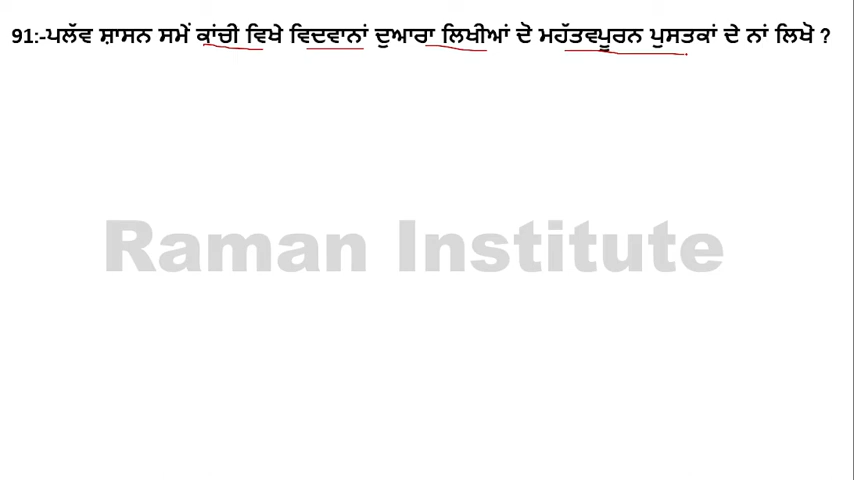 91:-ਪਲੱਵ ਸ਼ਾਸਨ ਸਮੇਂ ਕਾਂਚੀ ਵਿਖੇ ਵਿਦਵਾਨਾਂ ਦੁਆਰਾ ਲਿਖੀਆਂ ਦੋ ਮਹੱਤਵਪੂਰਨ ਪੁਸਤਕਾਂ ਦੇ ਨਾਂ ਲਿਖੋ ?
Raman Institute